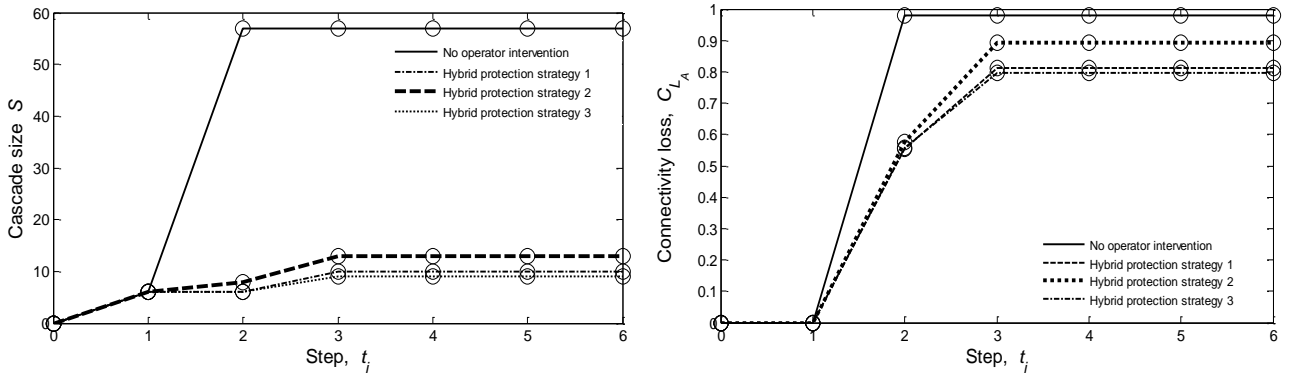 60
50
40
30
20
10
0
Cascade size S
0 1 2 3 4 5 6
Step, t_i
No operator intervention
Hybrid protection strategy 1
Hybrid protection strategy 2
Hybrid protection strategy 3
1
0.9
0.8
0.7
0.6
0.5
0.4
0.3
0.2
0.1
0
Connectivity loss, C_{L_A}
0 1 2 3 4 5 6
Step, t_i
No operator intervention
Hybrid protection strategy 1
Hybrid protection strategy 2
Hybrid protection strategy 3